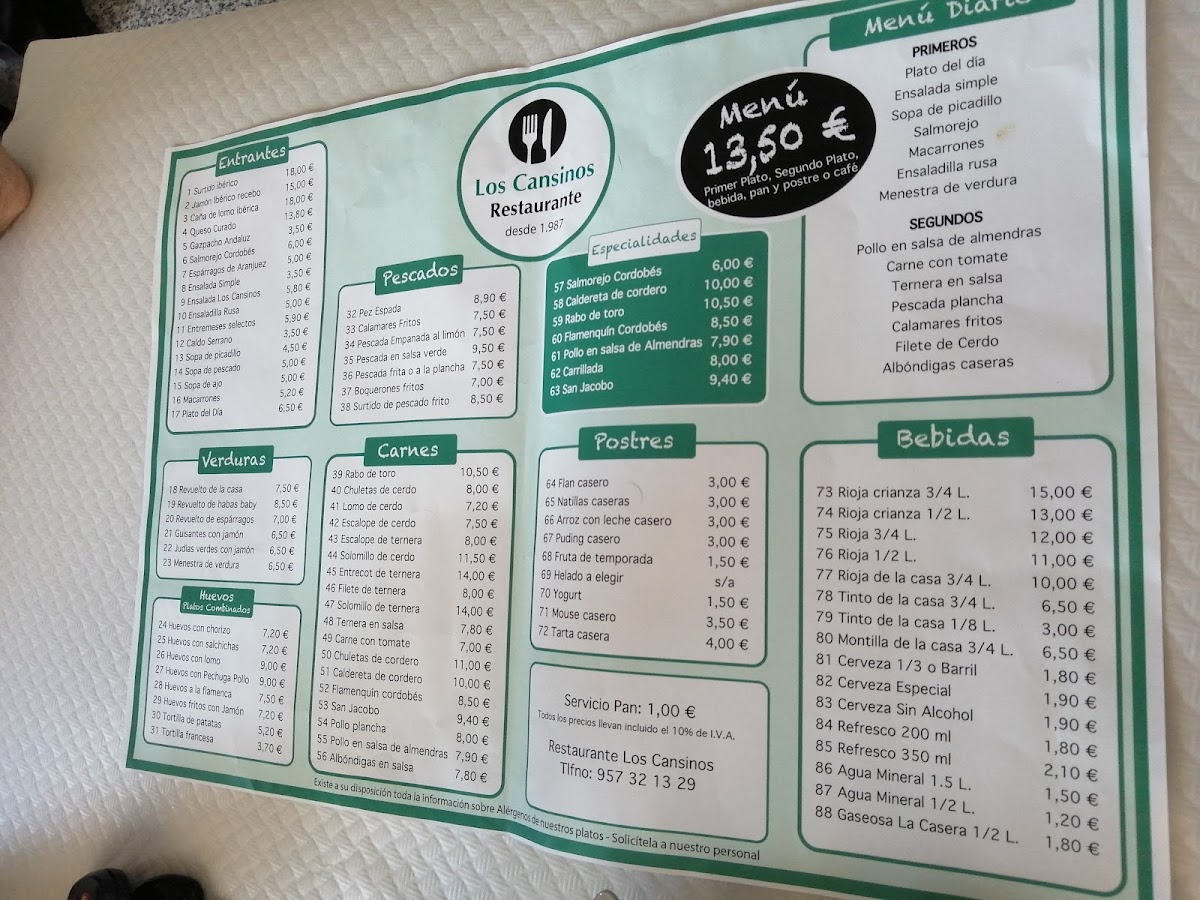 Entrantes
1 Surtido ibérico 18,00 €
2 Jamón Ibérico recebo 15,00 €
3 Caña de lomo ibérica 18,00 €
4 Queso Curado 13,80 €
5 Gazpacho Andaluz 3,50 €
6 Salmorejo Cordobés 6,00 €
7 Espárragos de Aranjuez 5,00 €
8 Ensalada Simple 3,50 €
9 Ensalada Los Cansinos 5,80 €
10 Ensaladilla Rusa 5,00 €
11 Entremeses selectos 5,90 €
12 Caldo Serrano 3,50 €
13 Sopa de picadillo 4,50 €
14 Sopa de pescado 5,00 €
15 Sopa de ajo 5,00 €
16 Macarrones 5,20 €
17 Plato del Día 6,50 €
Verduras
18 Revuelto de la casa 7,50 €
19 Revuelto de habas baby 8,50 €
20 Revuelto de espárragos 7,00 €
21 Guisantes con jamón 6,50 €
22 Judías verdes con jamón 6,50 €
23 Menestra de verdura 6,50 €
Huevos
Platos Combinados
24 Huevos con chorizo 7,20 €
25 Huevos con salchichas 7,20 €
26 Huevos con lomo 9,00 €
27 Huevos con Pechuga Pollo 9,00 €
28 Huevos a la flamenca 7,50 €
29 Huevos fritos con Jamón 7,20 €
30 Tortilla de patatas 5,20 €
31 Tortilla francesa 3,70 €
Los Cansinos
Restaurante
desde 1.987
Pescados
32 Pez Espada 8,90 €
33 Calamares Fritos 7,50 €
34 Pescada Empanada al limón 7,50 €
35 Pescada en salsa verde 9,50 €
36 Pescada frita o a la plancha 7,50 €
37 Boquerones fritos 7,00 €
38 Surtido de pescado frito 8,50 €
Carnes
39 Rabo de toro 10,50 €
40 Chuletas de cerdo 8,00 €
41 Lomo de cerdo 7,20 €
42 Escalope de cerdo 7,50 €
43 Escalope de ternera 8,00 €
44 Solomillo de cerdo 11,50 €
45 Entrecot de ternera 14,00 €
46 Filete de ternera 8,00 €
47 Solomillo de ternera 14,00 €
48 Ternera en salsa 7,80 €
49 Carne con tomate 7,00 €
50 Chuletas de cordero 11,00 €
51 Caldereta de cordero 10,00 €
52 Flamenquín cordobés 8,50 €
53 San Jacobo 9,40 €
54 Pollo plancha 8,00 €
55 Pollo en salsa de almendras 7,90 €
56 Albóndigas en salsa 7,80 €
Especialidades
57 Salmorejo Cordobés 6,00 €
58 Caldereta de cordero 10,00 €
59 Rabo de toro 10,50 €
60 Flamenquín Cordobés 8,50 €
61 Pollo en salsa de Almendras 7,90 €
62 Carrillada 8,00 €
63 San Jacobo 9,40 €
Postres
64 Flan casero 3,00 €
65 Natillas caseras 3,00 €
66 Arroz con leche casero 3,00 €
67 Puding casero 3,00 €
68 Fruta de temporada 1,50 €
69 Helado a elegir s/a
70 Yogurt 1,50 €
71 Mouse casero 3,50 €
72 Tarta casera 4,00 €
Servicio Pan: 1,00 €
Todos los precios llevan incluido el 10% de I.V.A.
Restaurante Los Cansinos
Tlfno: 957 32 13 29
Menú
13,50 €
Primer Plato, Segundo Plato,
bebida, pan y postre o café
Menú Diario
PRIMEROS
Plato del día
Ensalada simple
Sopa de picadillo
Salmorejo
Macarrones
Ensaladilla rusa
Menestra de verdura
SEGUNDOS
Pollo en salsa de almendras
Carne con tomate
Ternera en salsa
Pescada plancha
Calamares fritos
Filete de Cerdo
Albóndigas caseras
Bebidas
73 Rioja crianza 3/4 L. 15,00 €
74 Rioja crianza 1/2 L. 13,00 €
75 Rioja 3/4 L. 12,00 €
76 Rioja 1/2 L. 11,00 €
77 Rioja de la casa 3/4 L. 10,00 €
78 Tinto de la casa 3/4 L. 6,50 €
79 Tinto de la casa 1/8 L. 3,00 €
80 Montilla de la casa 3/4 L. 6,50 €
81 Cerveza 1/3 o Barril 1,80 €
82 Cerveza Especial 1,90 €
83 Cerveza Sin Alcohol 1,90 €
84 Refresco 200 ml 1,80 €
85 Refresco 350 ml 2,10 €
86 Agua Mineral 1.5 L. 1,50 €
87 Agua Mineral 1/2 L. 1,20 €
88 Gaseosa La Casera 1/2 L. 1,80 €
Existe a su disposición toda la información sobre Alérgenos de nuestros platos - Solicítela a nuestro personal